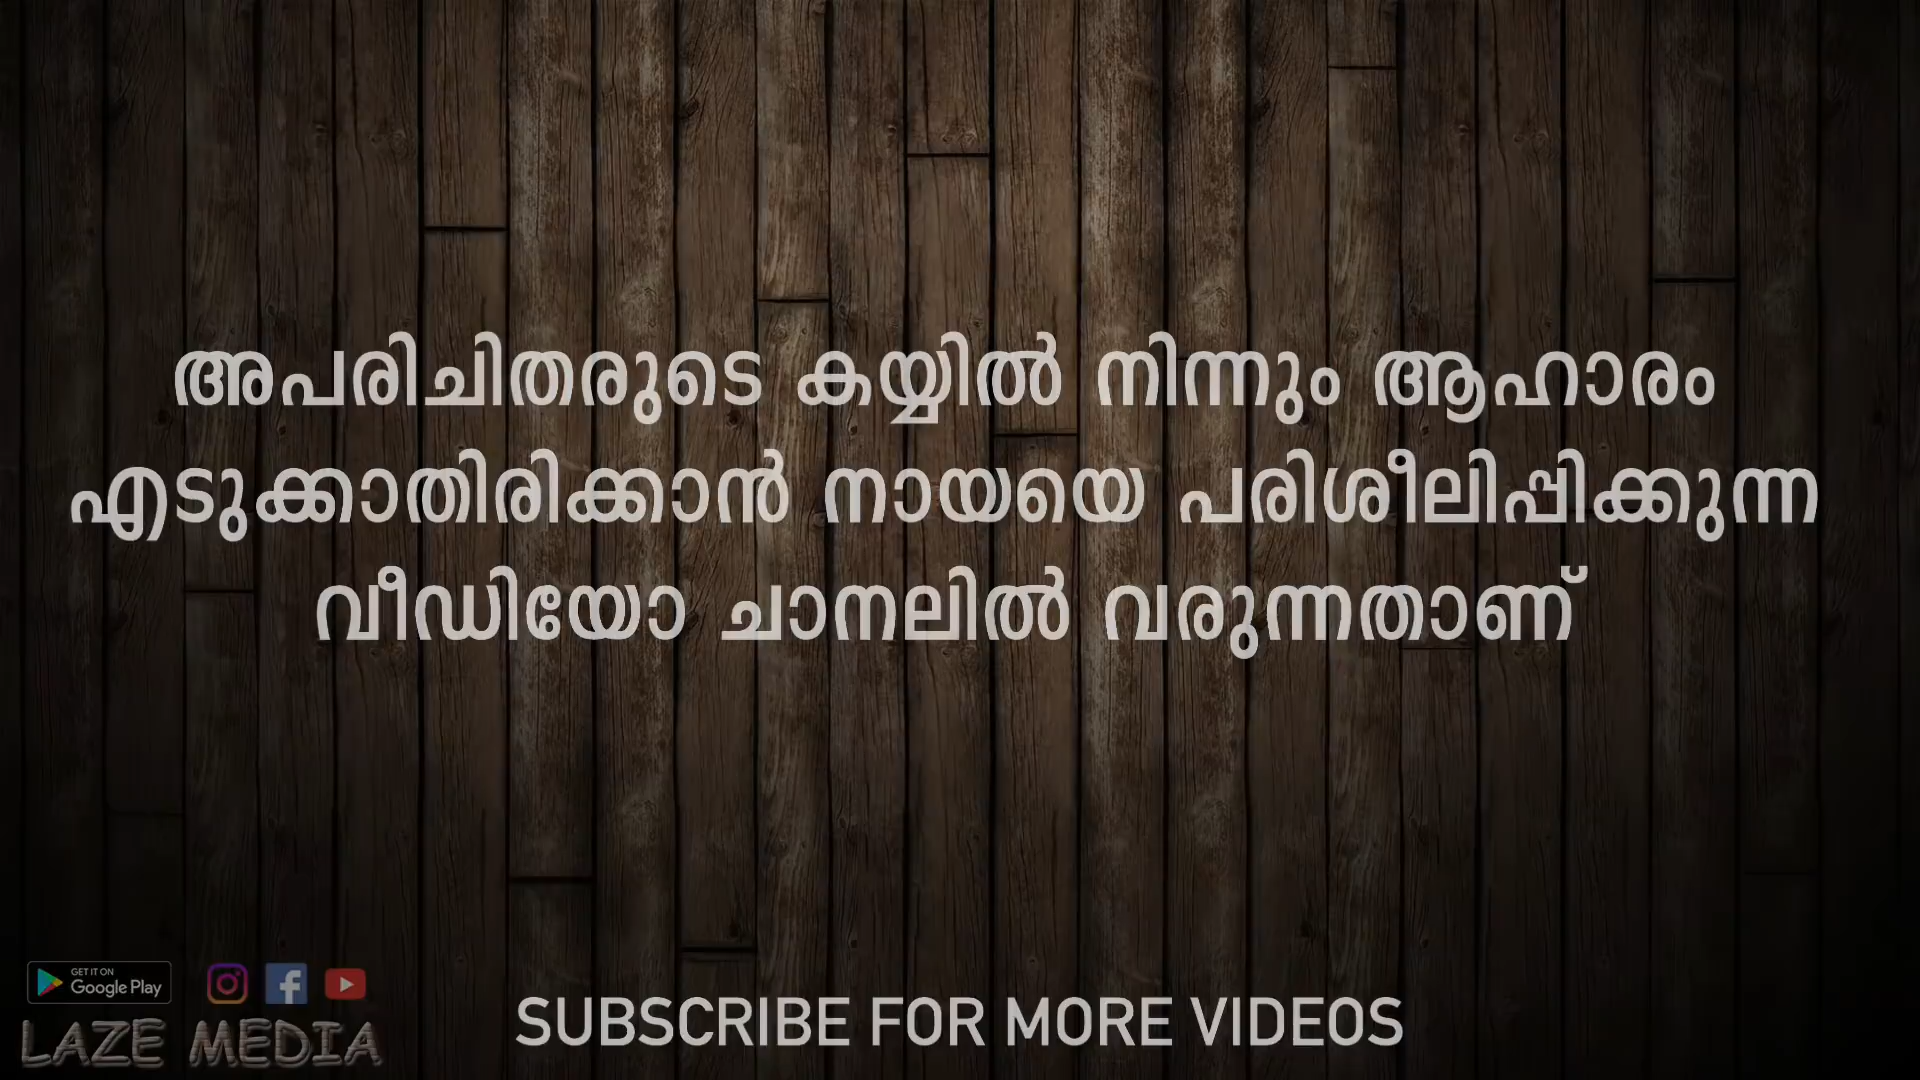 അപരിചിതരുടെ കയ്യിൽ നിന്നും ആഹാരം
എടുക്കാതിരിക്കാൻ നായയെ പരിശീലിപ്പിക്കുന്ന
വീഡിയോ ചാനലിൽ വരുന്നതാണ്
GET IT ON
Google Play
LAZE MEDIA
SUBSCRIBE FOR MORE VIDEOS